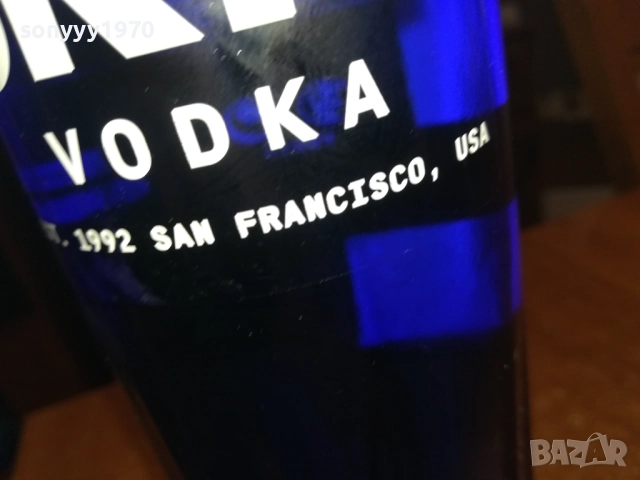 sonyyy1970
VODKA
1992 SAN FRANCISCO, USA
BAZAR